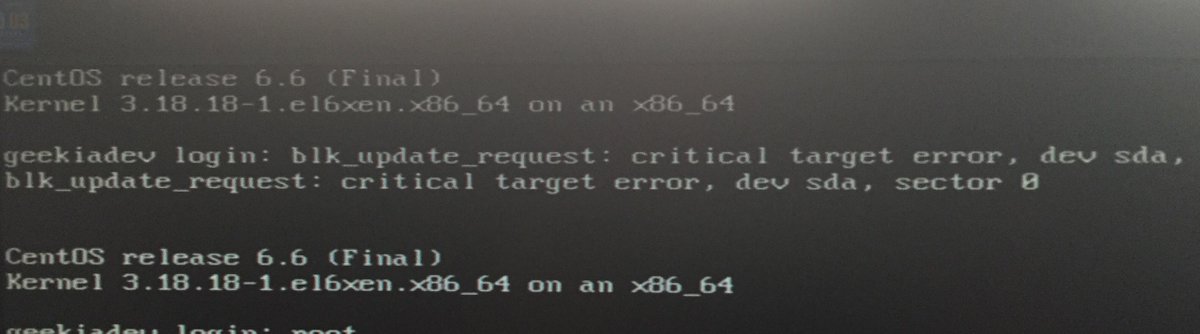 03
CentOS release 6.6 (Final)
Kernel 3.18.18-1.el6xen.x86_64 on an x86_64
geekiadev login: blk_update_request: critical target error, dev sda,
blk_update_request: critical target error, dev sda, sector 0
CentOS release 6.6 (Final)
Kernel 3.18.18-1.el6xen.x86_64 on an x86_64
geekiadev login: root